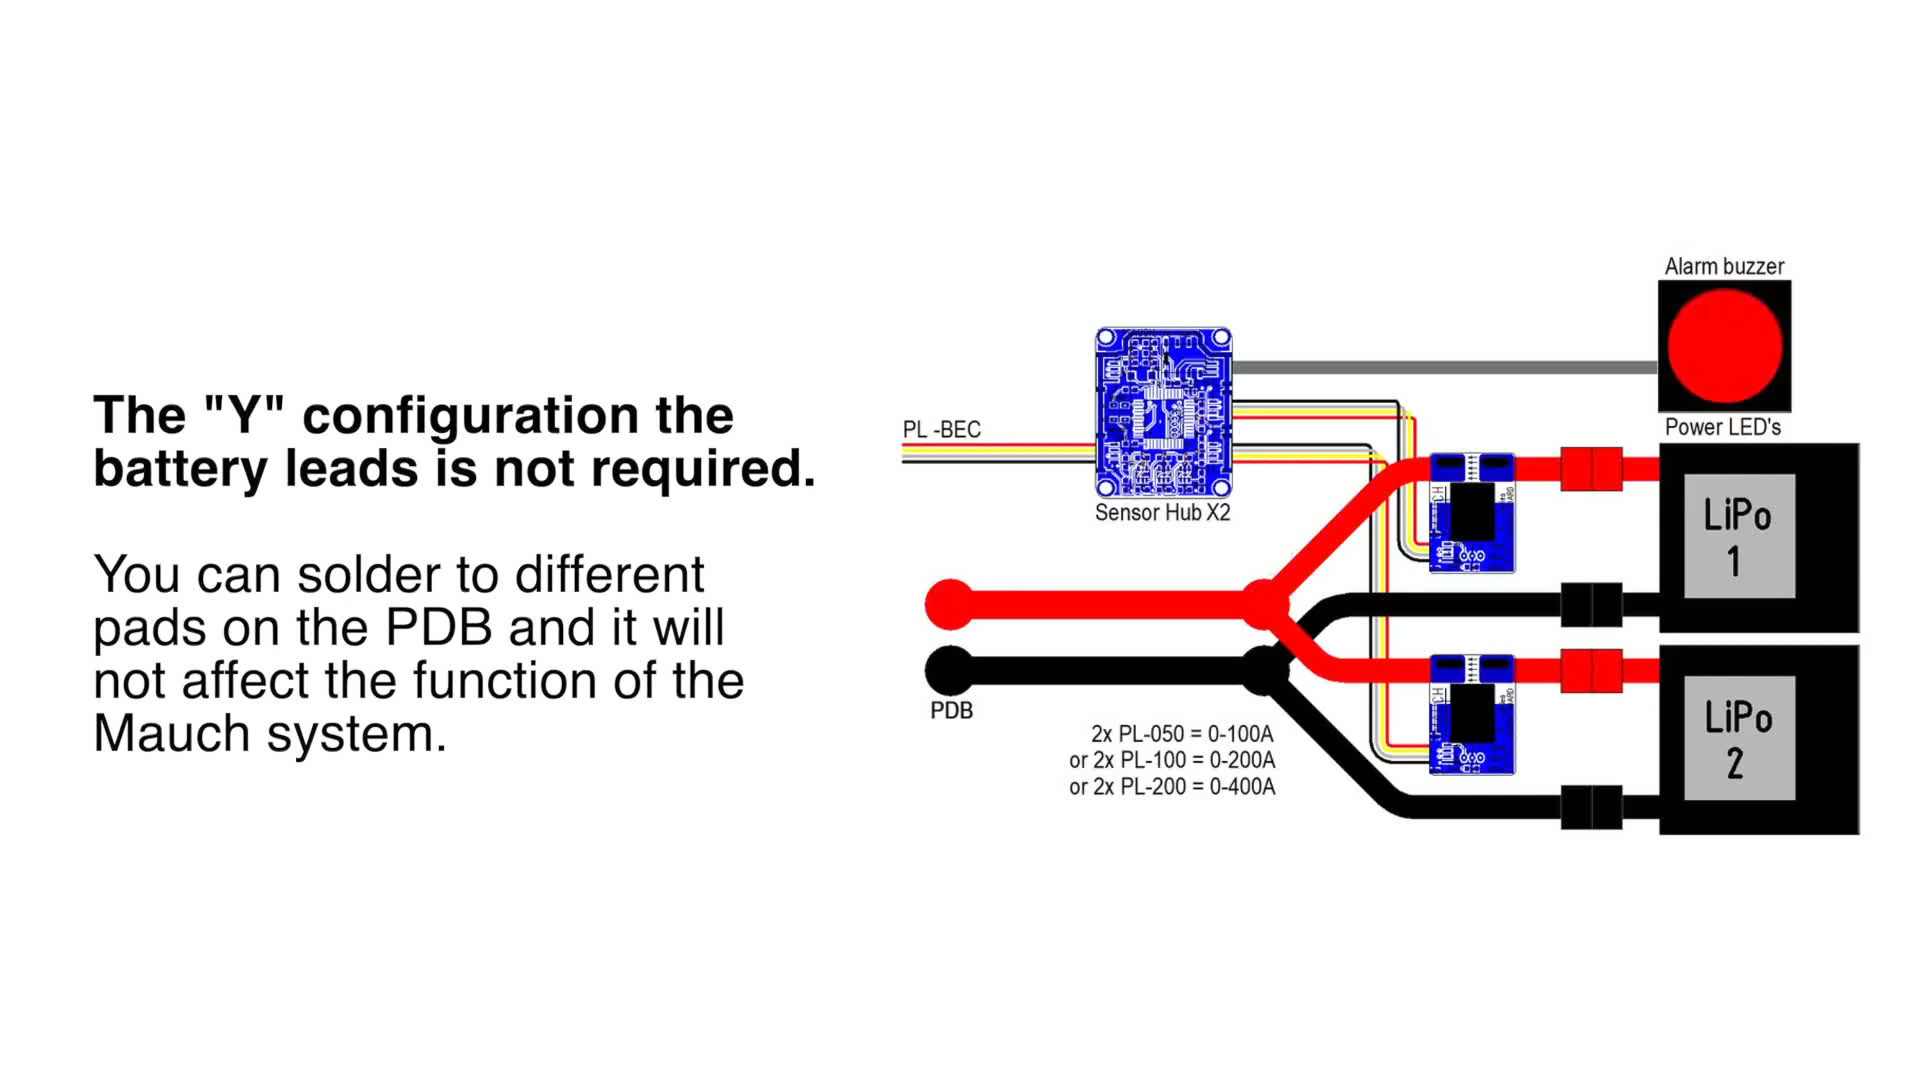 The "Y" configuration the
battery leads is not required.
You can solder to different
pads on the PDB and it will
not affect the function of the
Mauch system.
Alarm buzzer
Power LED's
PL -BEC
Sensor Hub X2
LiPo
1
PDB
LiPo
2
2x PL-050 = 0-100A
or 2x PL-100 = 0-200A
or 2x PL-200 = 0-400A